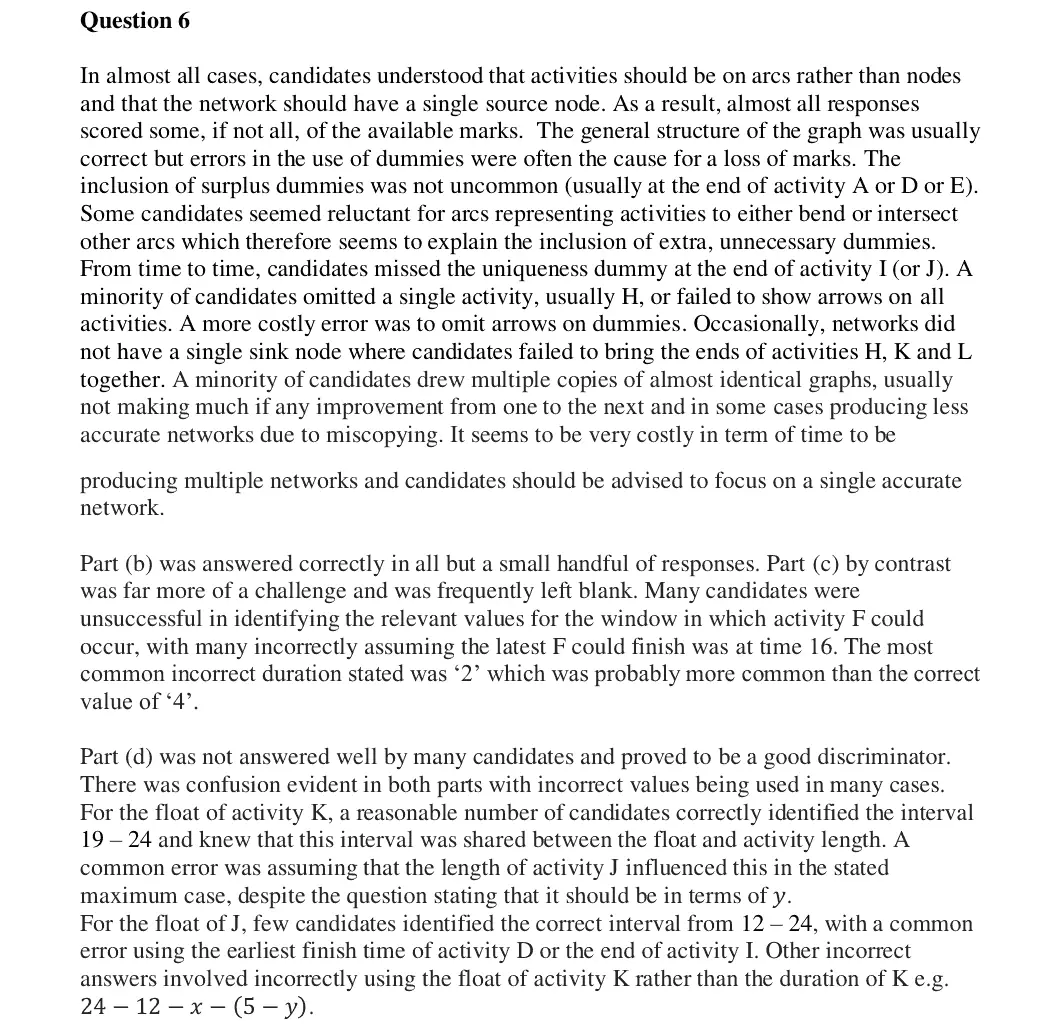 Question 6
In almost all cases, candidates understood that activities should be on arcs rather than nodes
and that the network should have a single source node. As a result, almost all responses
scored some, if not all, of the available marks.  The general structure of the graph was usually
correct but errors in the use of dummies were often the cause for a loss of marks. The
inclusion of surplus dummies was not uncommon (usually at the end of activity A or D or E).
Some candidates seemed reluctant for arcs representing activities to either bend or intersect
other arcs which therefore seems to explain the inclusion of extra, unnecessary dummies.
From time to time, candidates missed the uniqueness dummy at the end of activity I (or J). A
minority of candidates omitted a single activity, usually H, or failed to show arrows on all
activities. A more costly error was to omit arrows on dummies. Occasionally, networks did
not have a single sink node where candidates failed to bring the ends of activities H, K and L
together. A minority of candidates drew multiple copies of almost identical graphs, usually
not making much if any improvement from one to the next and in some cases producing less
accurate networks due to miscopying. It seems to be very costly in term of time to be
producing multiple networks and candidates should be advised to focus on a single accurate
network.
Part (b) was answered correctly in all but a small handful of responses. Part (c) by contrast
was far more of a challenge and was frequently left blank. Many candidates were
unsuccessful in identifying the relevant values for the window in which activity F could
occur, with many incorrectly assuming the latest F could finish was at time 16. The most
common incorrect duration stated was ‘2’ which was probably more common than the correct
value of ‘4’.
Part (d) was not answered well by many candidates and proved to be a good discriminator.
There was confusion evident in both parts with incorrect values being used in many cases.
For the float of activity K, a reasonable number of candidates correctly identified the interval
19 – 24 and knew that this interval was shared between the float and activity length. A
common error was assuming that the length of activity J influenced this in the stated
maximum case, despite the question stating that it should be in terms of y.
For the float of J, few candidates identified the correct interval from 12 – 24, with a common
error using the earliest finish time of activity D or the end of activity I. Other incorrect
answers involved incorrectly using the float of activity K rather than the duration of K e.g.
24 − 12 − x − (5 − y).